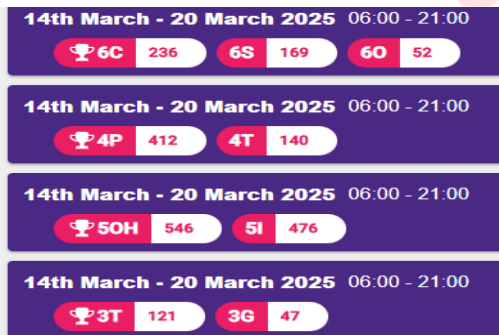 14th March - 20 March 2025 06:00 - 21:00
6C 236 6S 169 6O 52
14th March - 20 March 2025 06:00 - 21:00
4P 412 4T 140
14th March - 20 March 2025 06:00 - 21:00
5OH 546 5I 476
14th March - 20 March 2025 06:00 - 21:00
3T 121 3G 47